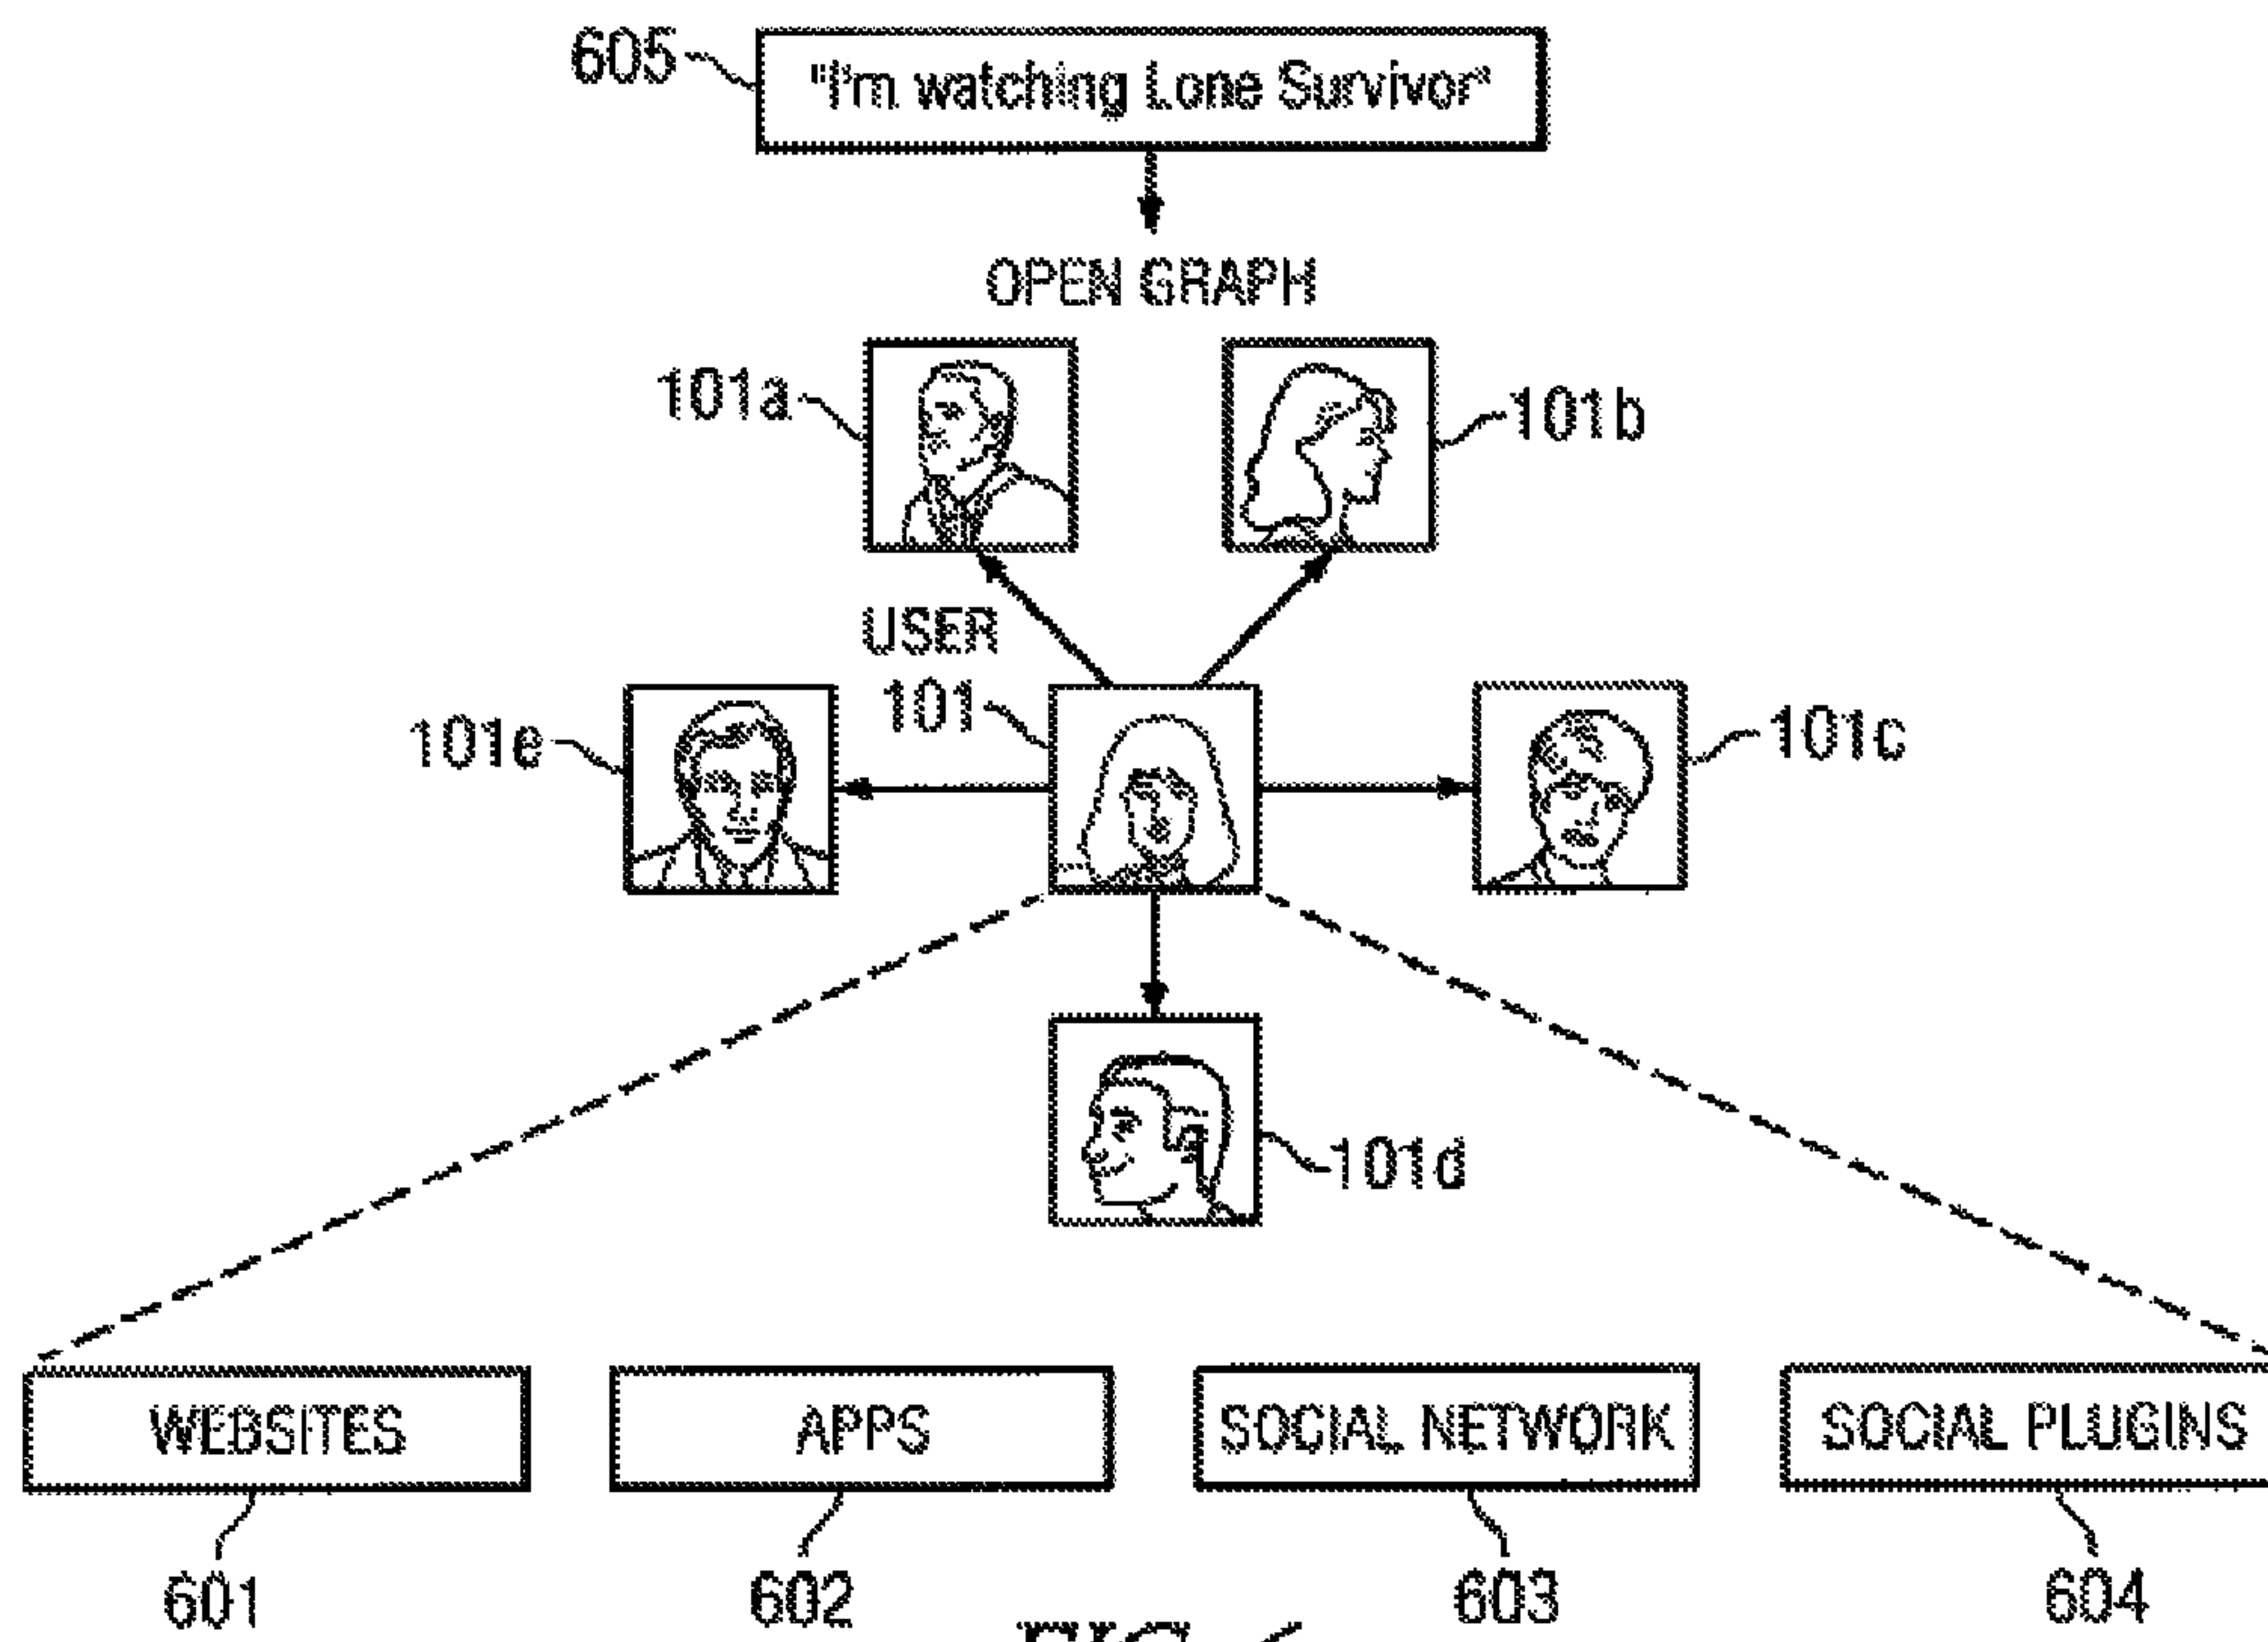 605
"I'm watching Lone Survivor"
OPEN GRAPH
101a
101b
USER
101
101e
101c
101d
WEBSITES
APPS
SOCIAL NETWORK
SOCIAL PLUGINS
601
602
603
604